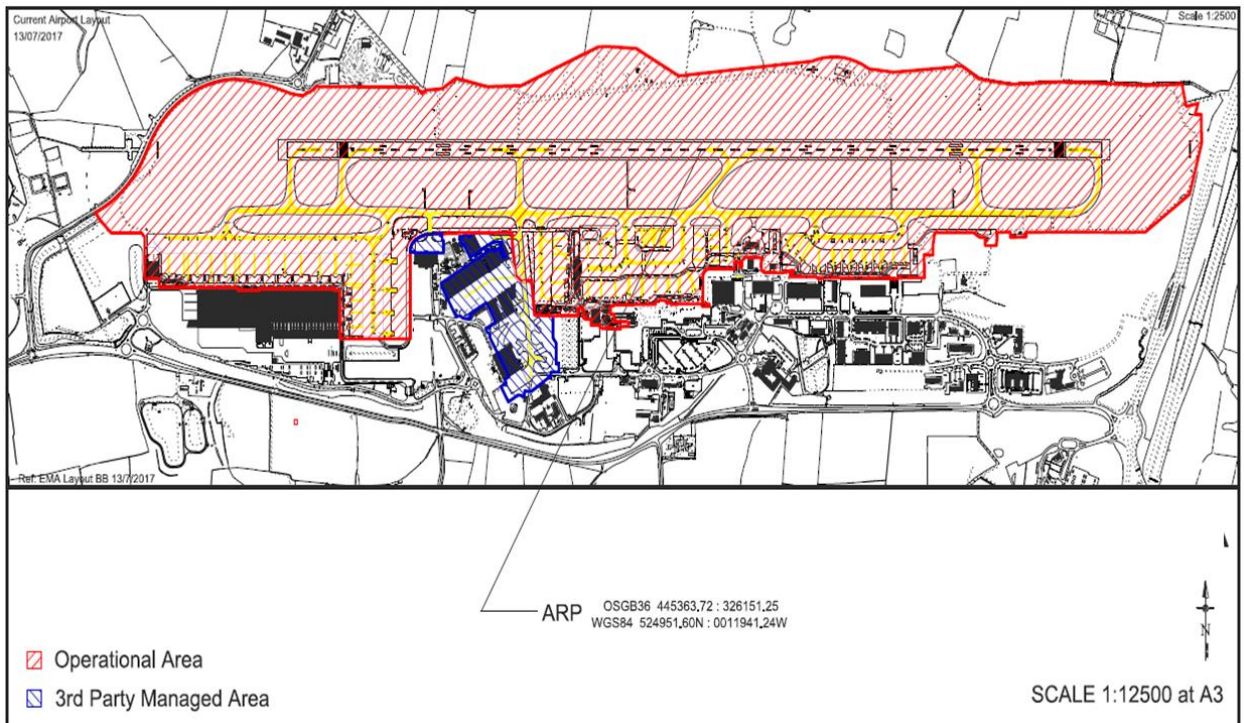 Current Airport Layout
13/07/2017
Scale 1:2500
Ref: EMA Layout BB 13/7/2017
ARP
OSGB36 445363.72 : 326151.25
WGS84 524951.60N : 0011941.24W
N
Operational Area
3rd Party Managed Area
SCALE 1:12500 at A3